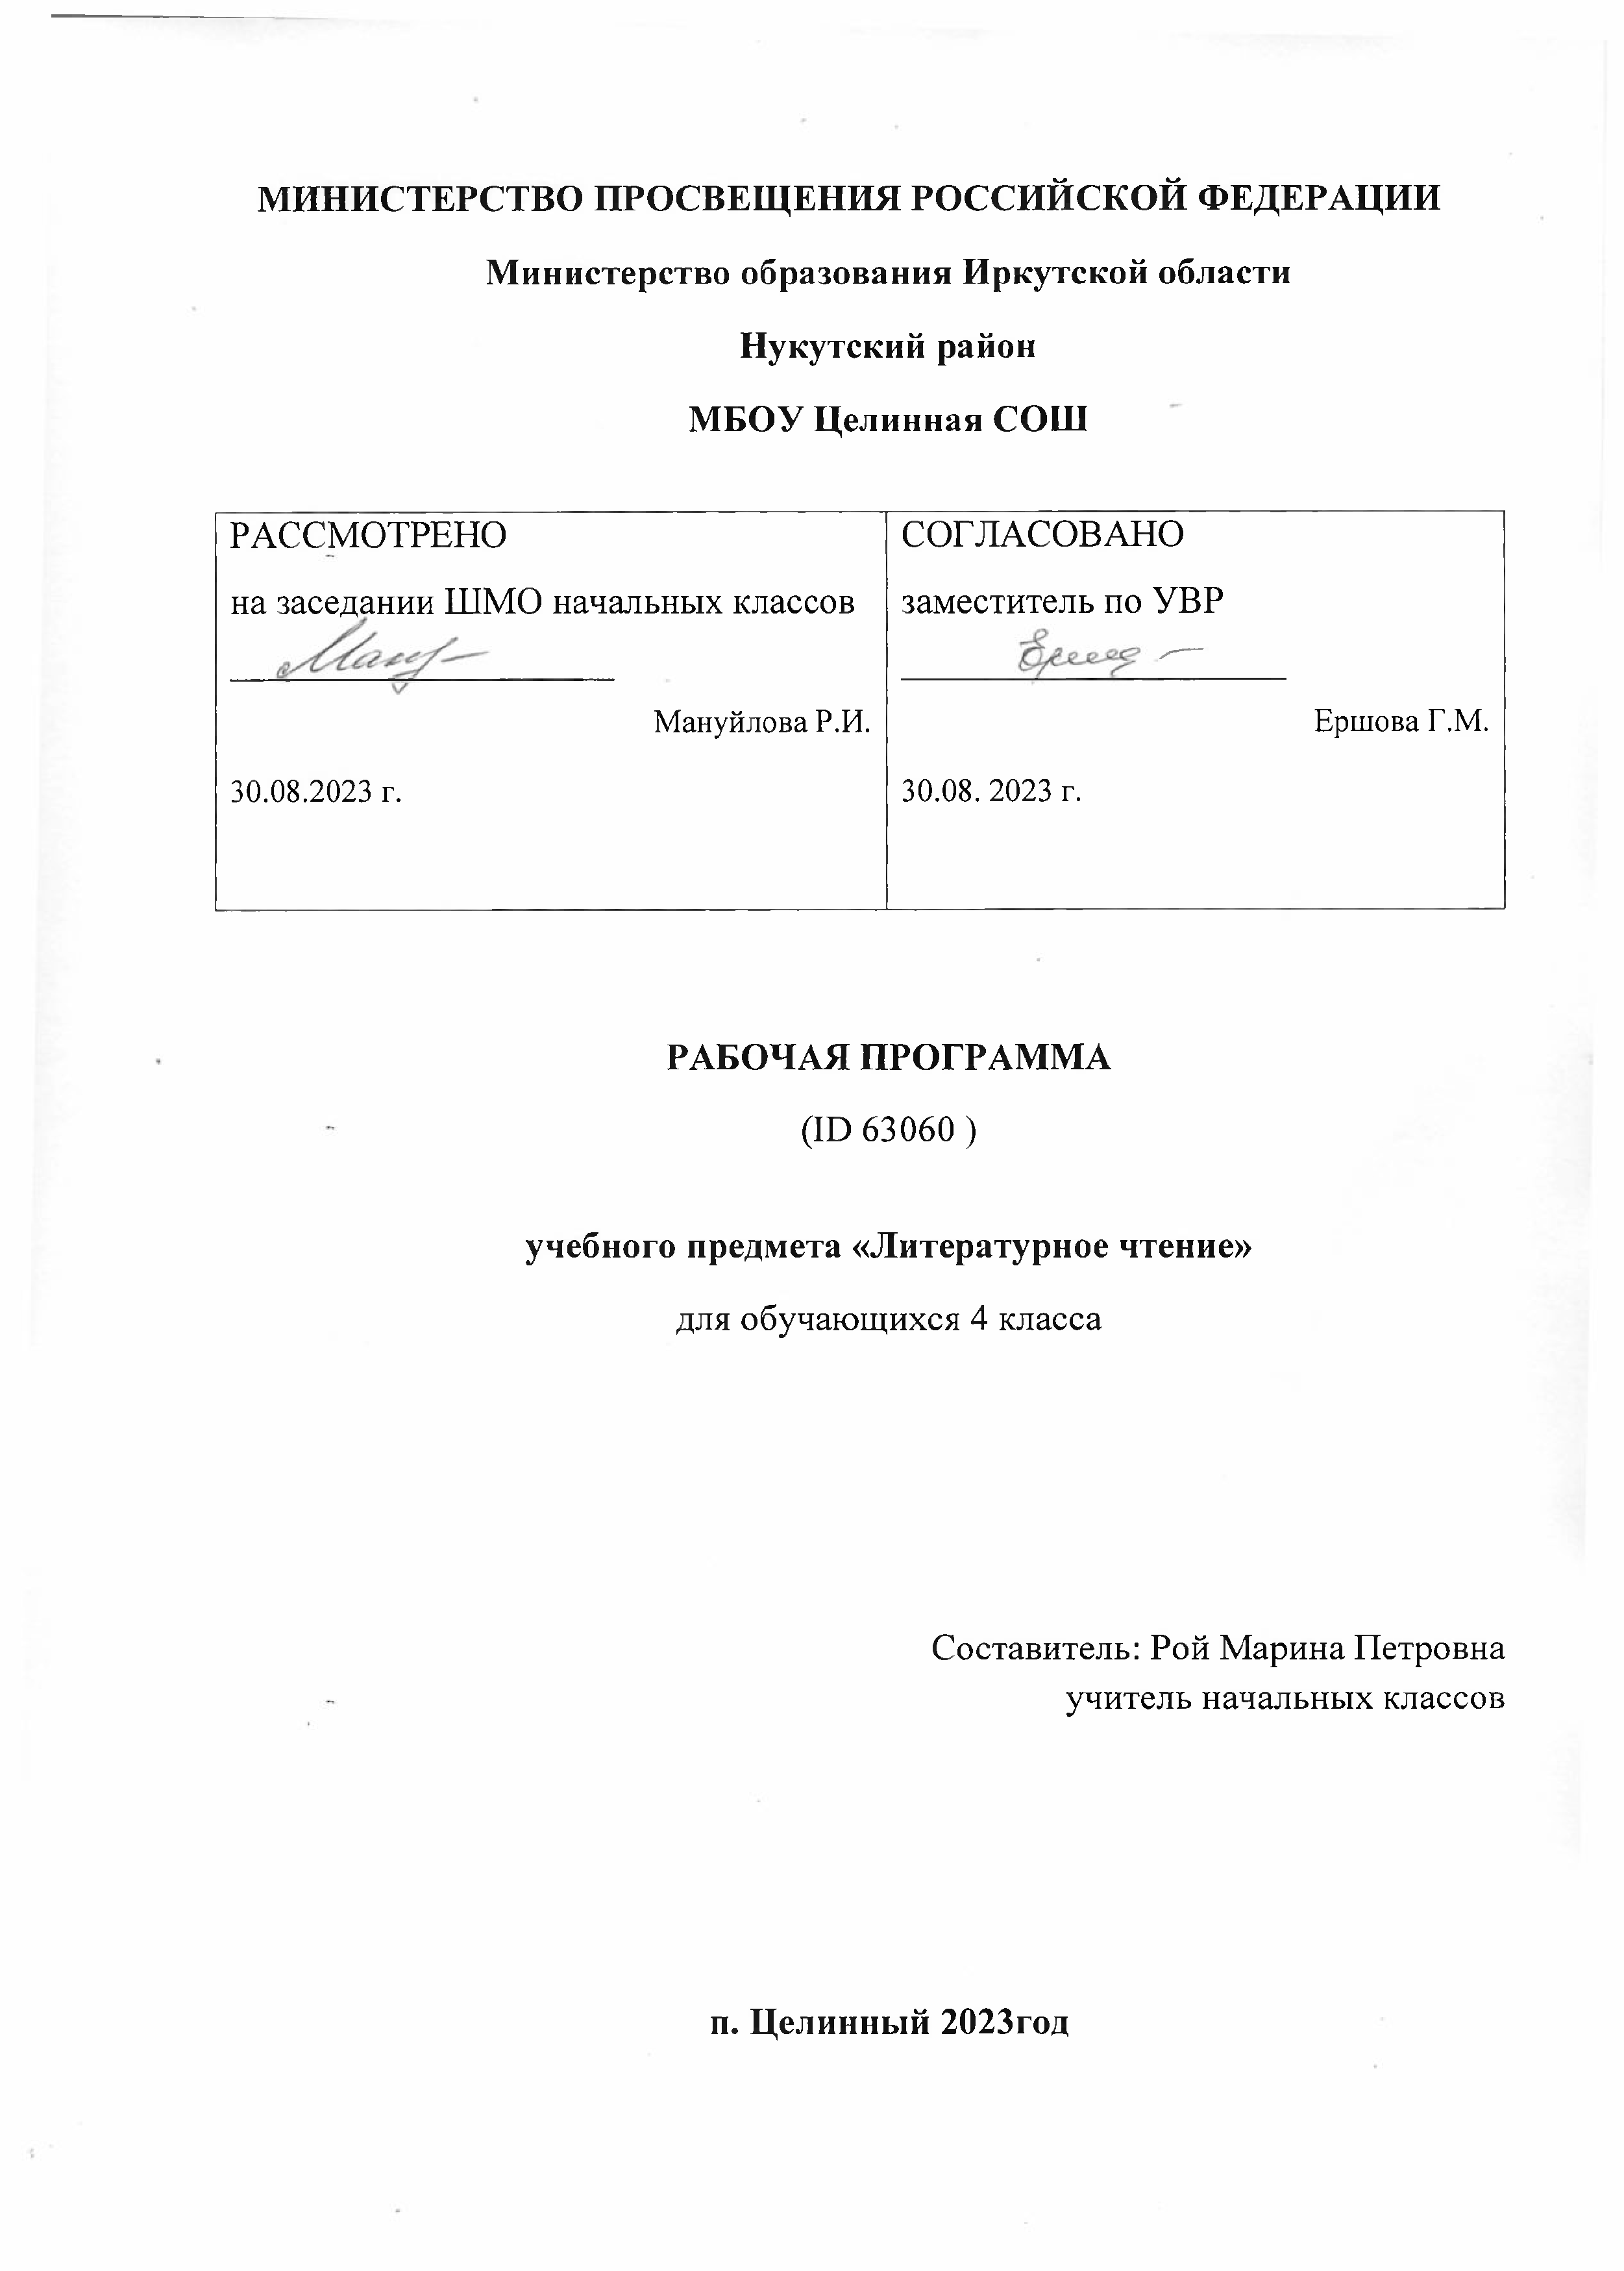 МИНИСТЕРСТВО ПРОСВЕЩЕНИЯ РОССИЙСКОЙ ФЕДЕРАЦИИ
Министерство образования Иркутской области
Нукутский район
МБОУ Целинная СОШ
РАССМОТРЕНО
на заседании ШМО начальных классов
Мануйлова Р.И.
30.08.2023 г.
СОГЛАСОВАНО
заместитель по УВР
Ершова Г.М.
30.08. 2023 г.
РАБОЧАЯ ПРОГРАММА
(ID 63060 )
учебного предмета «Литературное чтение»
для обучающихся 4 класса
Составитель: Рой Марина Петровна
учитель начальных классов
п. Целинный 2023год